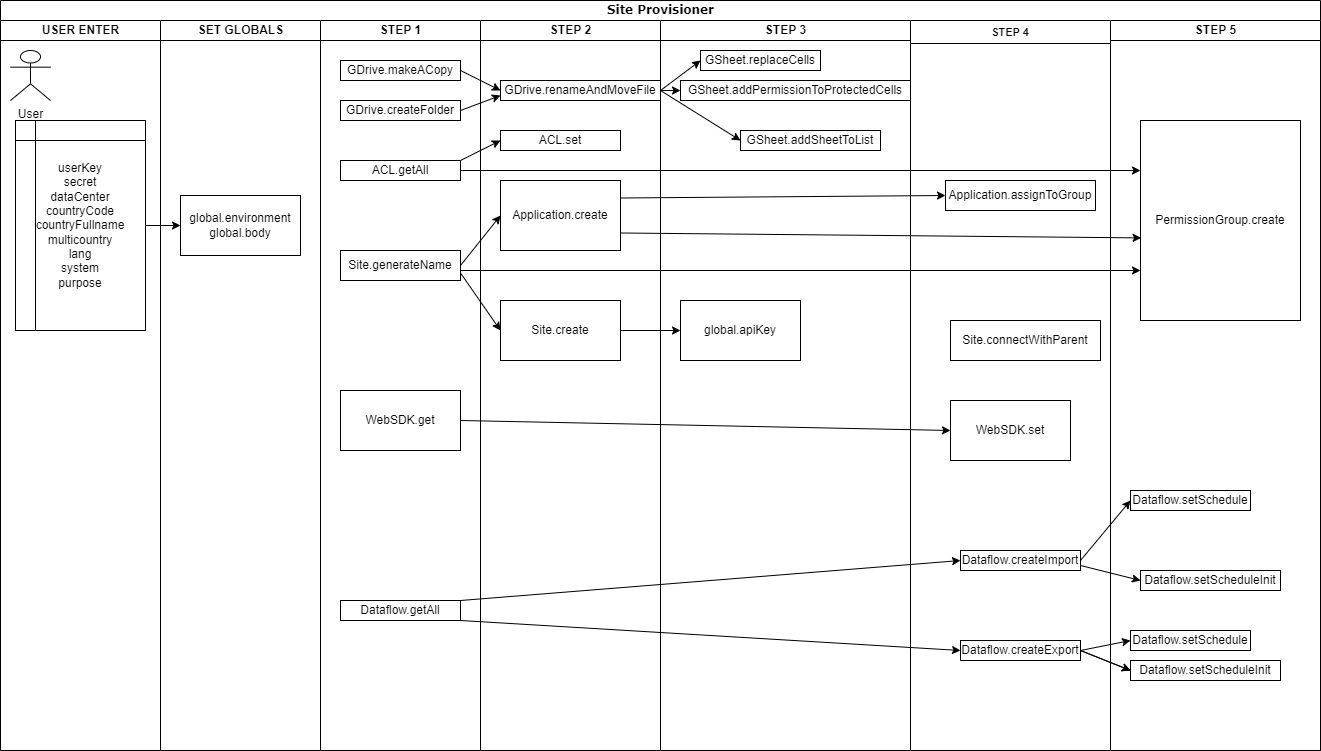 Site Provisioner
USER ENTER
SET GLOBALS
STEP 1
STEP 2
STEP 3
STEP 4
STEP 5
User
userKey
secret
dataCenter
countryCode
countryFullname
multicountry
lang
system
purpose
global.environment
global.body
GDrive.makeACopy
GDrive.createFolder
ACL.getAll
Site.generateName
WebSDK.get
Dataflow.getAll
GDrive.renameAndMoveFile
ACL.set
Application.create
Site.create
GSheet.replaceCells
GSheet.addPermissionToProtectedCells
GSheet.addSheetToList
global.apiKey
Application.assignToGroup
Site.connectWithParent
WebSDK.set
Dataflow.createImport
Dataflow.createExport
PermissionGroup.create
Dataflow.setSchedule
Dataflow.setScheduleInit
Dataflow.setSchedule
Dataflow.setScheduleInit